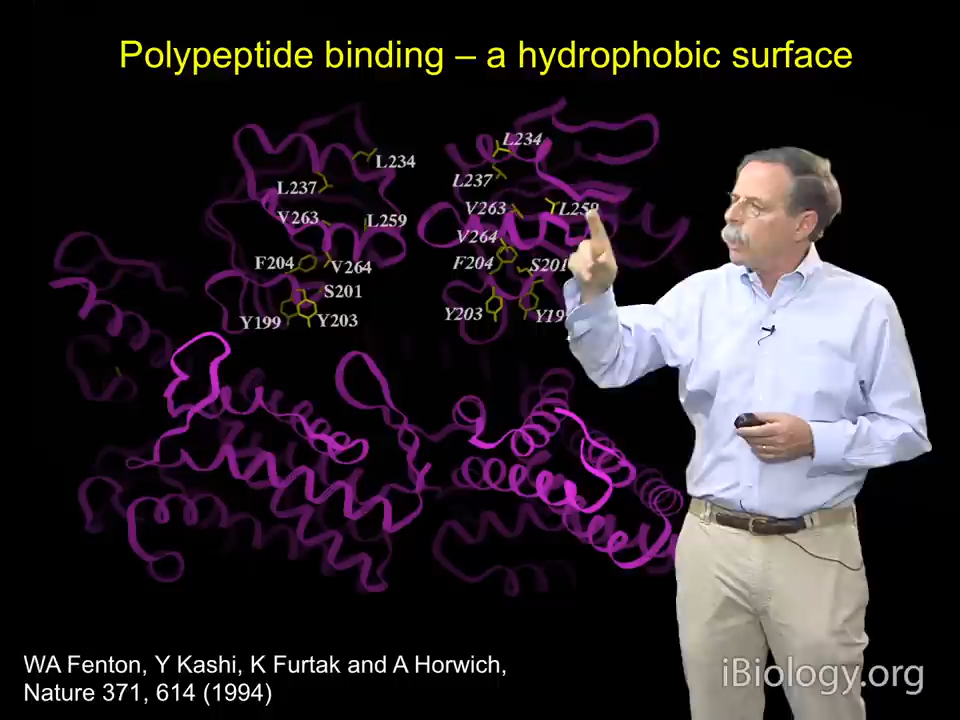 Polypeptide binding – a hydrophobic surface
L234
L237
V263
L259
F204
V264
S201
Y199
Y203
L234
L237
V263
L259
V264
F204
S201
Y203
WA Fenton, Y Kashi, K Furtak and A Horwich,
Nature 371, 614 (1994)
iBiology.org